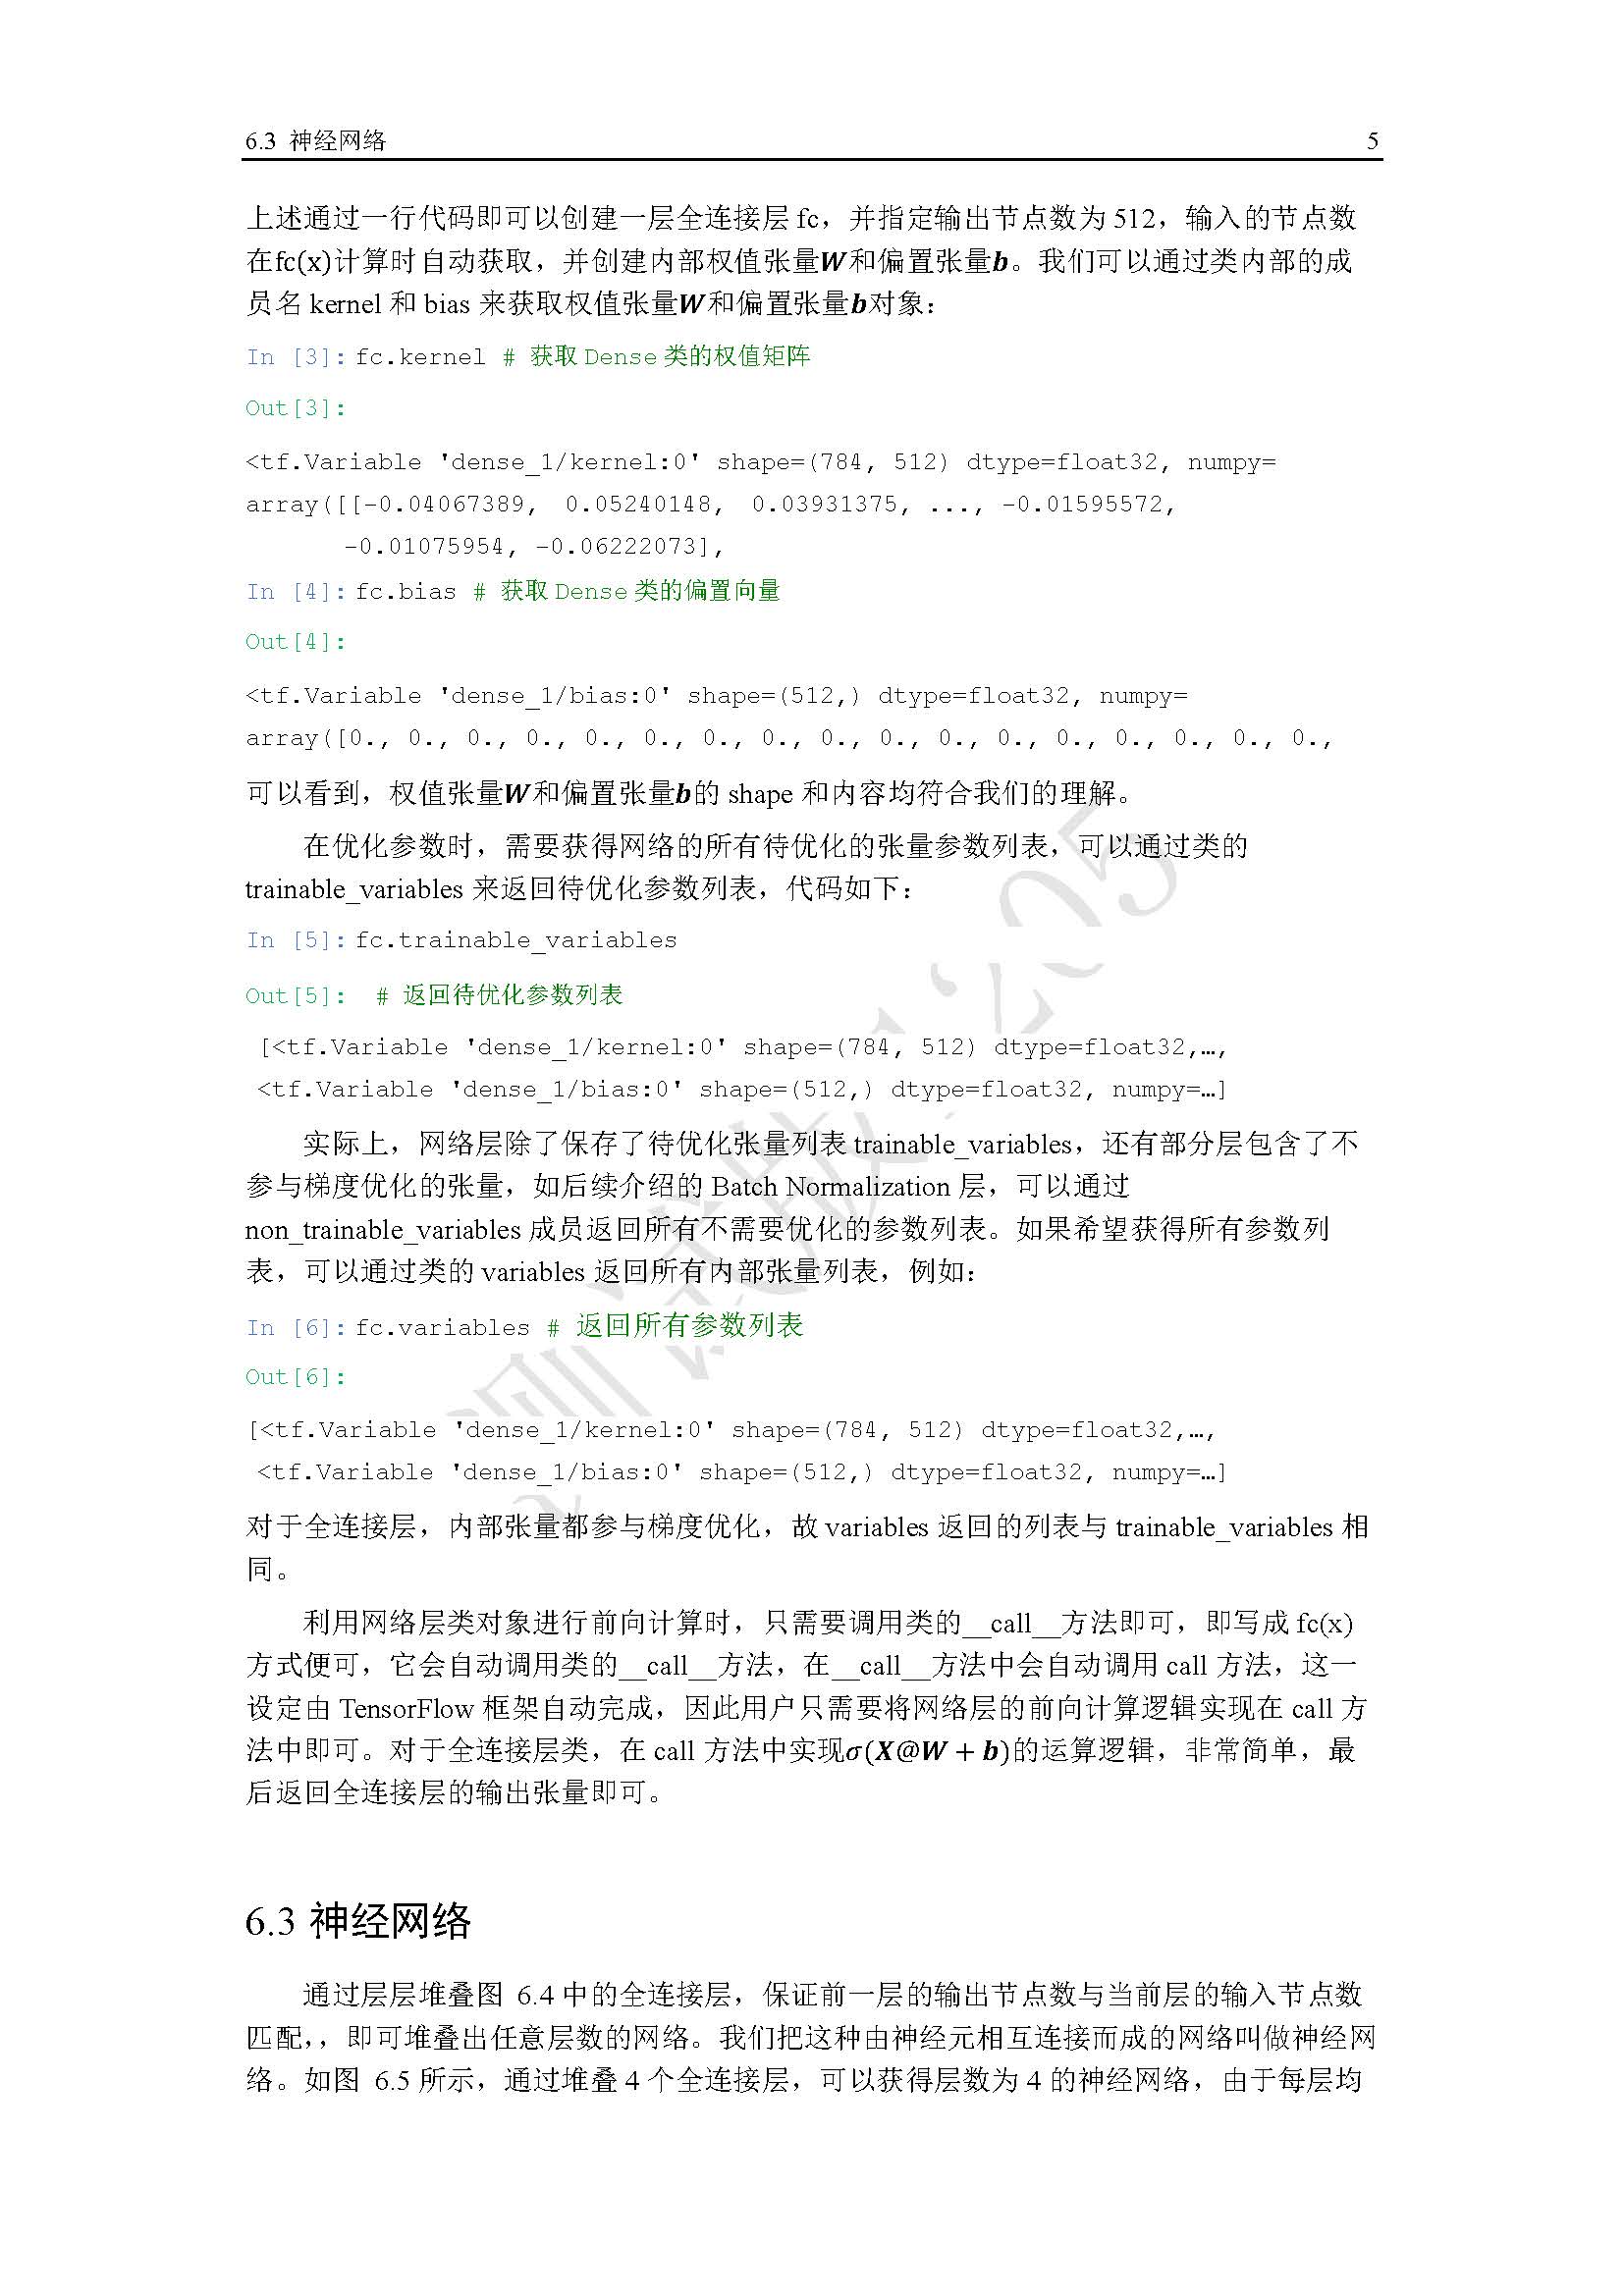 6.3 神经网络 5
上述通过一行代码即可以创建一层全连接层 fc，并指定输出节点数为 512，输入的节点数
在fc(x)计算时自动获取，并创建内部权值张量W和偏置张量b。我们可以通过类内部的成
员名 kernel 和 bias 来获取权值张量W和偏置张量b对象：
In [3]: fc.kernel # 获取 Dense 类的权值矩阵
Out[3]:
<tf.Variable 'dense_1/kernel:0' shape=(784, 512) dtype=float32, numpy=
array([[-0.04067389,  0.05240148,  0.03931375, ..., -0.01595572,
-0.01075954, -0.06222073],
In [4]: fc.bias # 获取 Dense 类的偏置向量
Out[4]:
<tf.Variable 'dense_1/bias:0' shape=(512,) dtype=float32, numpy=
array([0., 0., 0., 0., 0., 0., 0., 0., 0., 0., 0., 0., 0., 0., 0., 0., 0.,
可以看到，权值张量W和偏置张量b的 shape 和内容均符合我们的理解。
在优化参数时，需要获得网络的所有待优化的张量参数列表，可以通过类的
trainable_variables 来返回待优化参数列表，代码如下：
In [5]: fc.trainable_variables
Out[5]: # 返回待优化参数列表
[<tf.Variable 'dense_1/kernel:0' shape=(784, 512) dtype=float32,…,
<tf.Variable 'dense_1/bias:0' shape=(512,) dtype=float32, numpy=…]
实际上，网络层除了保存了待优化张量列表 trainable_variables，还有部分层包含了不
参与梯度优化的张量，如后续介绍的 Batch Normalization 层，可以通过
non_trainable_variables 成员返回所有不需要优化的参数列表。如果希望获得所有参数列
表，可以通过类的 variables 返回所有内部张量列表，例如：
In [6]: fc.variables # 返回所有参数列表
Out[6]:
[<tf.Variable 'dense_1/kernel:0' shape=(784, 512) dtype=float32,…,
<tf.Variable 'dense_1/bias:0' shape=(512,) dtype=float32, numpy=…]
对于全连接层，内部张量都参与梯度优化，故 variables 返回的列表与 trainable_variables 相
同。
利用网络层类对象进行前向计算时，只需要调用类的__call__方法即可，即写成 fc(x)
方式便可，它会自动调用类的__call__方法，在__call__方法中会自动调用 call 方法，这一
设定由 TensorFlow 框架自动完成，因此用户只需要将网络层的前向计算逻辑实现在 call 方
法中即可。对于全连接层类，在 call 方法中实现σ(X@W + b)的运算逻辑，非常简单，最
后返回全连接层的输出张量即可。
6.3 神经网络
通过层层堆叠图 6.4 中的全连接层，保证前一层的输出节点数与当前层的输入节点数
匹配，，即可堆叠出任意层数的网络。我们把这种由神经元相互连接而成的网络叫做神经网
络。如图 6.5 所示，通过堆叠 4 个全连接层，可以获得层数为 4 的神经网络，由于每层均